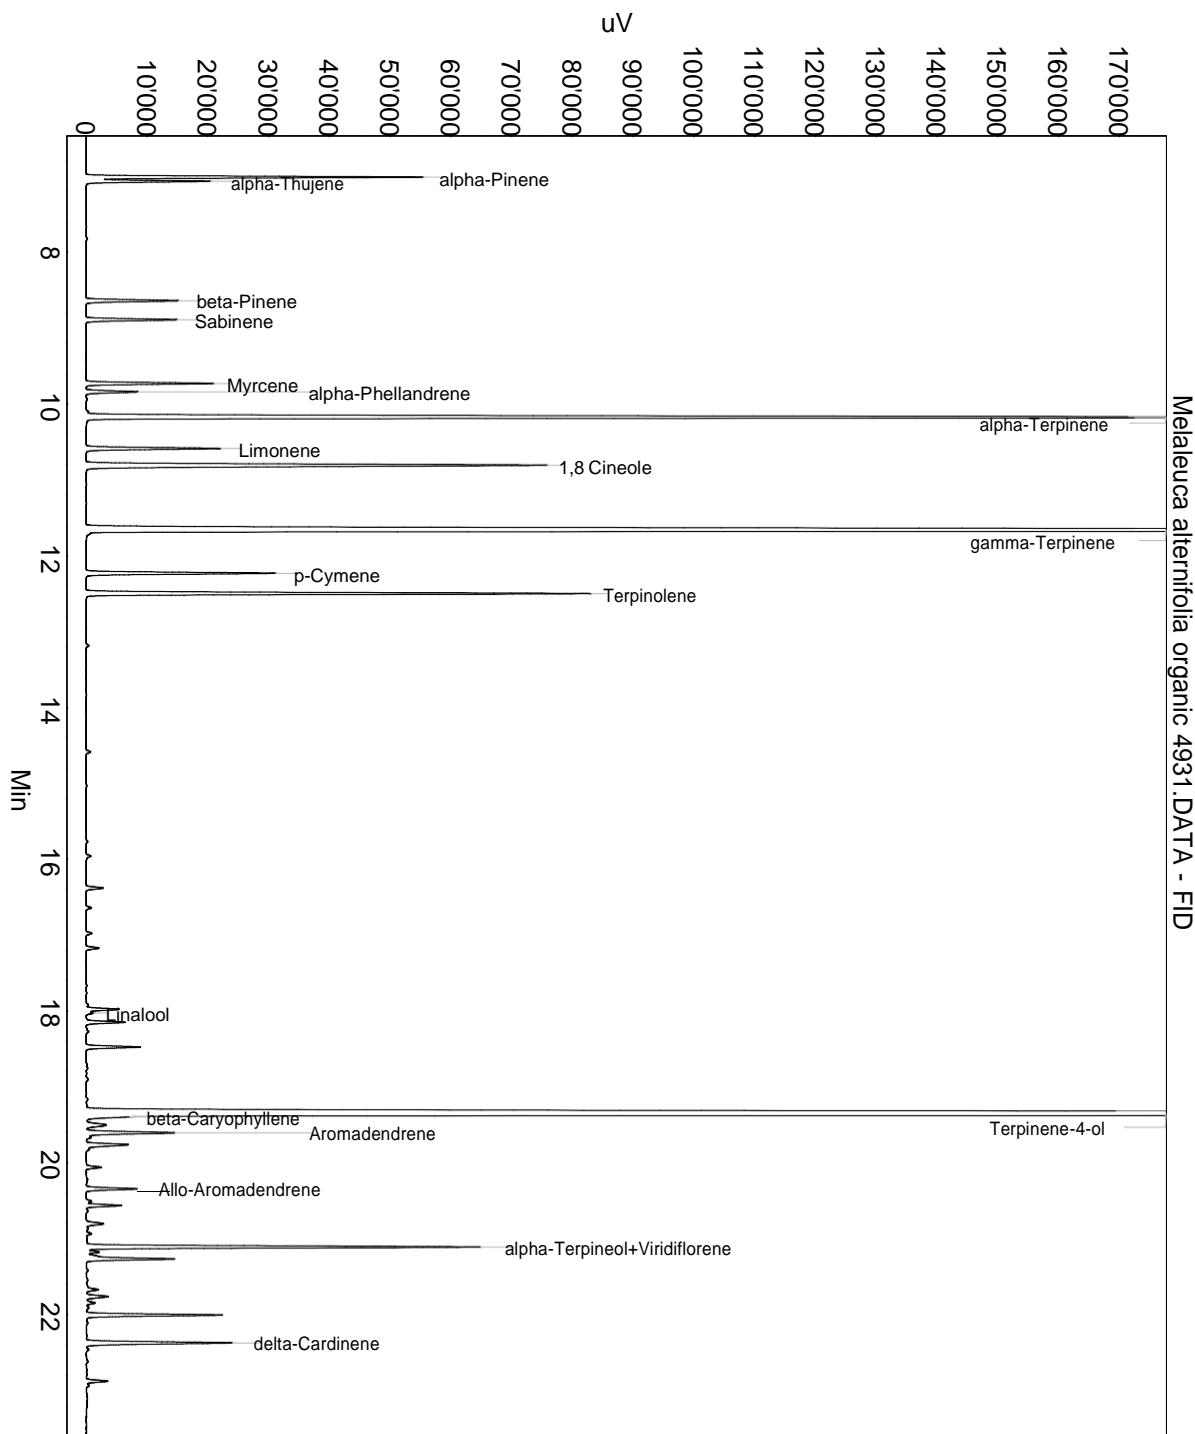 Melaleuca alternifolia organic 4931.DATA - FID
uV
0
10'000
20'000
30'000
40'000
50'000
60'000
70'000
80'000
90'000
100'000
110'000
120'000
130'000
140'000
150'000
160'000
170'000
alpha-Pinene
alpha-Thujene
8
beta-Pinene
Sabinene
Myrcene
alpha-Phellandrene
10
alpha-Terpinene
Limonene
1,8 Cineole
gamma-Terpinene
12
p-Cymene
Terpinolene
14
Min
16
18
Linalool
beta-Caryophyllene
Terpinene-4-ol
Aromadendrene
20
Allo-Aromadendrene
alpha-Terpineol+Viridiflorene
22
delta-Cardinene